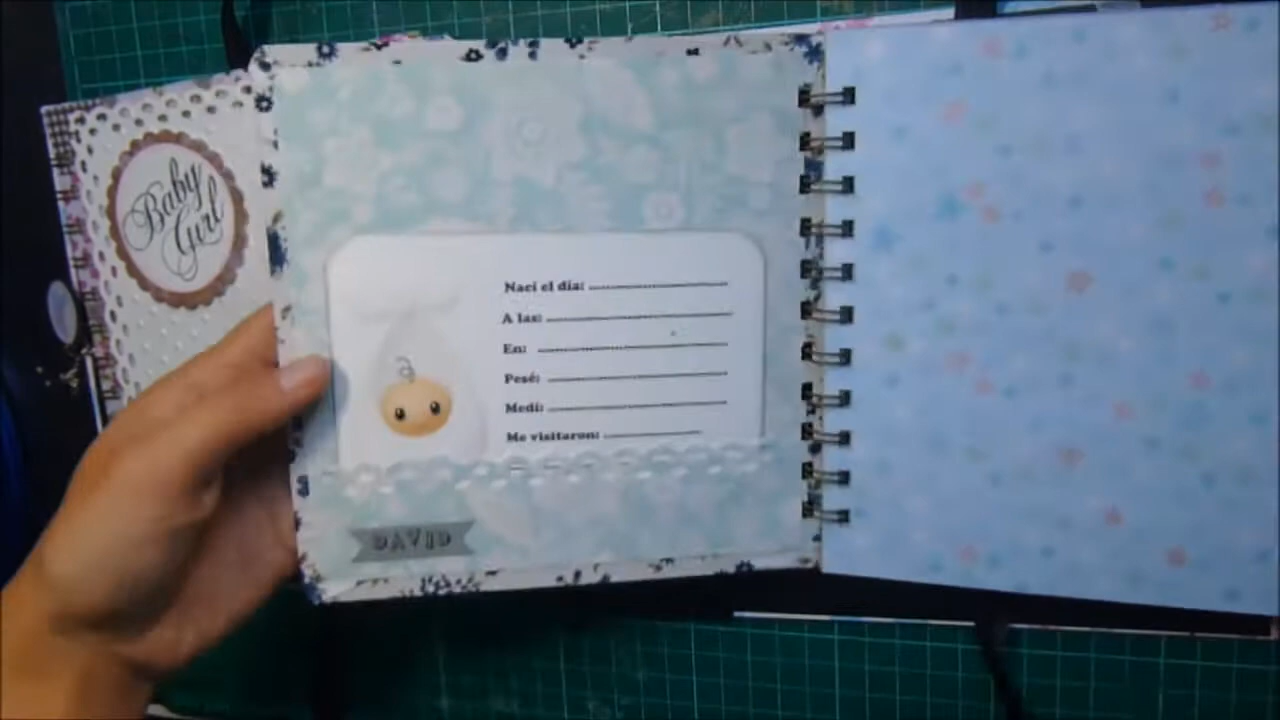 Baby
Girl
Nací el día:
A las:
En:
Pesé:
Medí:
Me visitaron:
DAVID